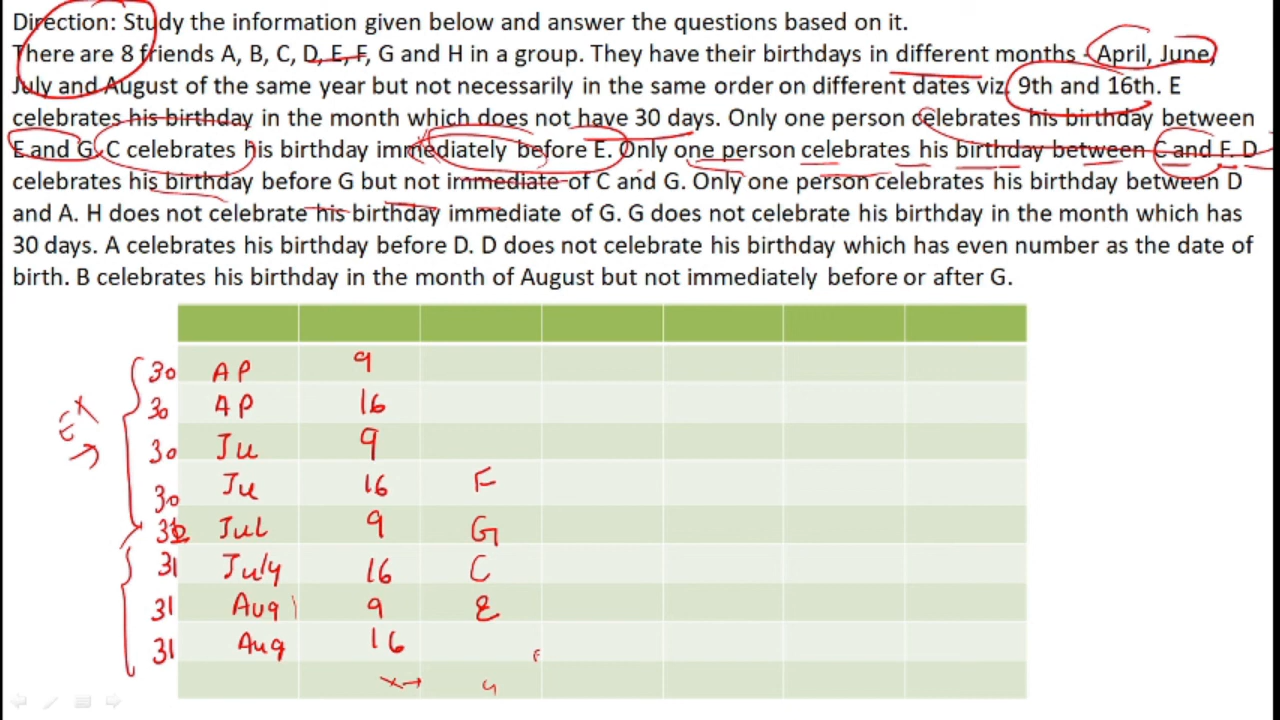 Direction: Study the information given below and answer the questions based on it.
There are 8 friends A, B, C, D, E, F, G and H in a group. They have their birthdays in different months - April, June,
July and August of the same year but not necessarily in the same order on different dates viz. 9th and 16th. E
celebrates his birthday in the month which does not have 30 days. Only one person celebrates his birthday between
E and G. C celebrates his birthday immediately before E. Only one person celebrates his birthday between C and F. D
celebrates his birthday before G but not immediate of C and G. Only one person celebrates his birthday between D
and A. H does not celebrate his birthday immediate of G. G does not celebrate his birthday in the month which has
30 days. A celebrates his birthday before D. D does not celebrate his birthday which has even number as the date of
birth. B celebrates his birthday in the month of August but not immediately before or after G.
30 AP 9
30 AP 16
EX
30 Ju 9
30 Ju 16 F
Jul 9 G
31 July 16 C
31 Aug 9 E
31 Aug 16